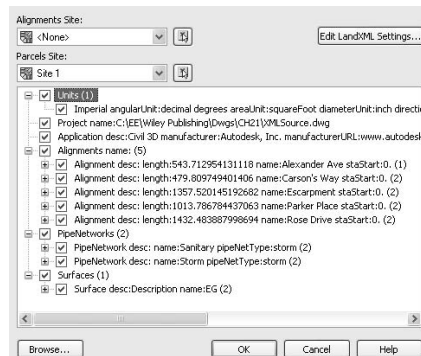 Alignments Site:
<None>
Edit LandXML Settings...
Parcels Site:
Site 1
Units (1)
Imperial angularUnit:decimal degrees areaUnit:squareFoot diameterUnit:inch directi
Project name:C:\EE\Wiley Publishing\Dwgs\CH21\XMLSource.dwg
Application desc:Civil 3D manufacturer:Autodesk, Inc. manufacturerURL:www.autodesk
Alignments name: (5)
Alignment desc: length:543.712954131118 name:Alexander Ave staStart:0. (1)
Alignment desc: length:479.809749401406 name:Carson's Way staStart:0. (2)
Alignment desc: length:1357.520145192682 name:Escarpment staStart:0. (2)
Alignment desc: length:1013.786784437063 name:Parker Place staStart:0. (2)
Alignment desc: length:1432.483887998694 name:Rose Drive staStart:0. (2)
PipeNetworks (2)
PipeNetwork desc: name:Sanitary pipeNetType:storm (2)
PipeNetwork desc: name:Storm pipeNetType:storm (2)
Surfaces (1)
Surface desc:Description name:EG (2)
Browse... OK Cancel Help